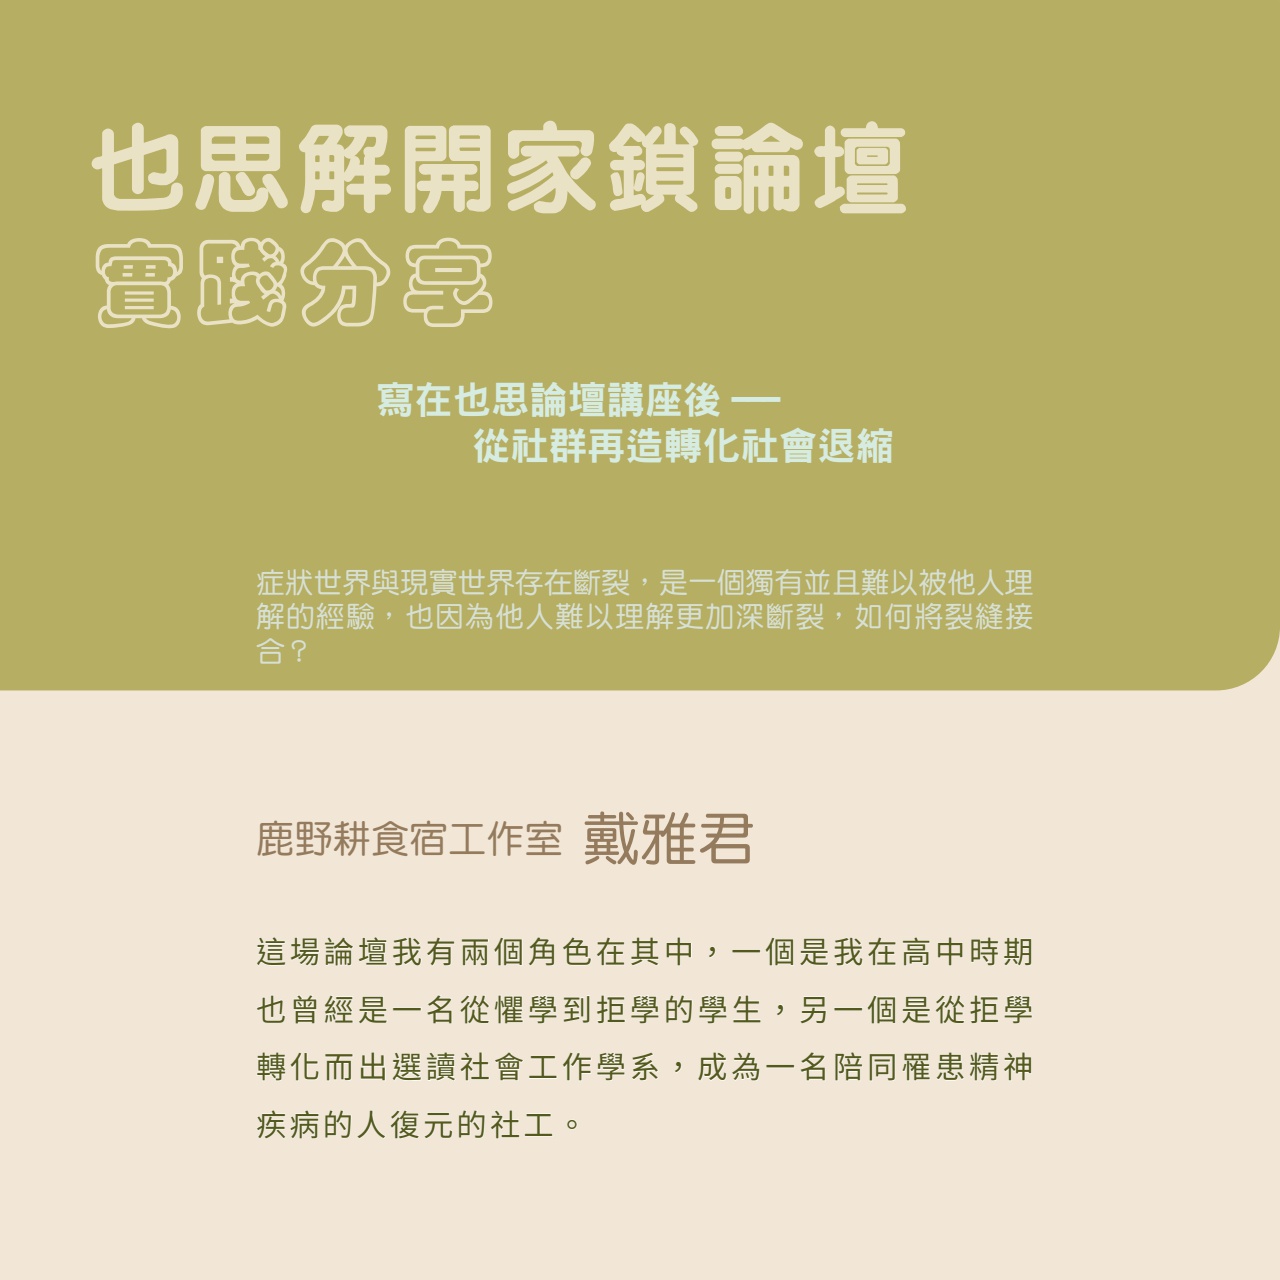 也思解開家鎖論壇
實踐分享
寫在也思論壇講座後 —
從社群再造轉化社會退縮
症狀世界與現實世界存在斷裂，是一個獨有並且難以被他人理
解的經驗，也因為他人難以理解更加深斷裂，如何將裂縫接
合？
鹿野耕食宿工作室 戴雅君
這場論壇我有兩個角色在其中，一個是我在高中時期
也曾經是一名從懼學到拒學的學生，另一個是從拒學
轉化而出選讀社會工作學系，成為一名陪同罹患精神
疾病的人復元的社工。